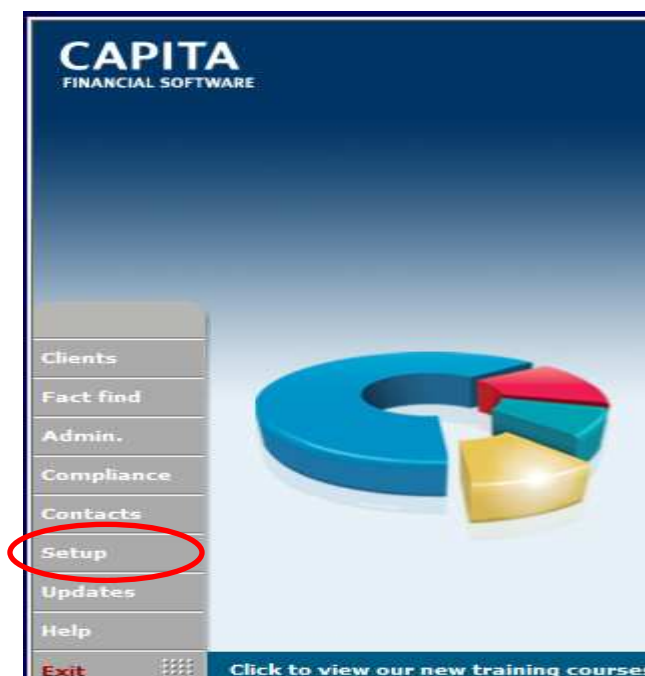 CAPITA
FINANCIAL SOFTWARE
Clients
Fact find
Admin.
Compliance
Contacts
Setup
Updates
Help
Exit
Click to view our new training courses